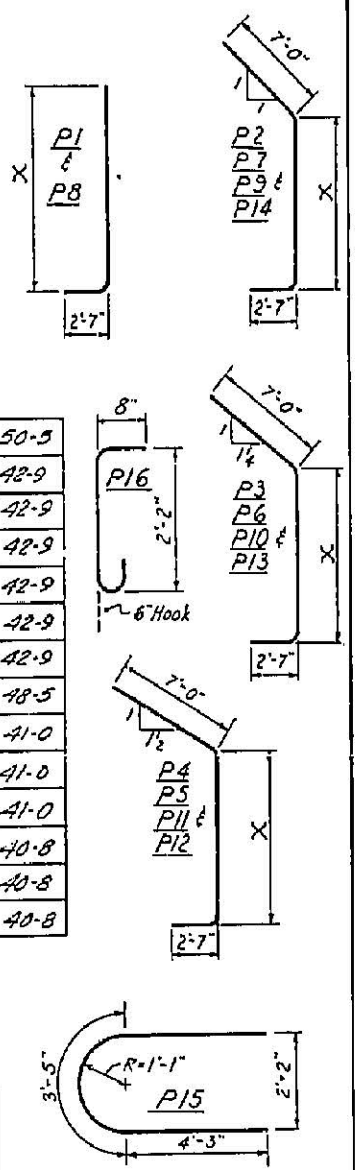 X
P1
&
P8
2'-7"
7'-0"
1
1
P2
P7
P9 &
P14
X
2'-7"
50-5
42-9
42-9
42-9
42-9
42-9
42-9
48-5
41-0
41-0
41-0
40-8
40-8
40-8
8"
P16
2'-2"
6" Hook
7'-0"
1
1¼
P3
P6
P10 &
P13
X
2'-7"
7'-0"
1
1½
P4
P5
P11 &
P12
X
2'-7"
3'-5"
R=1'-1"
P15
2'-2"
4'-3"